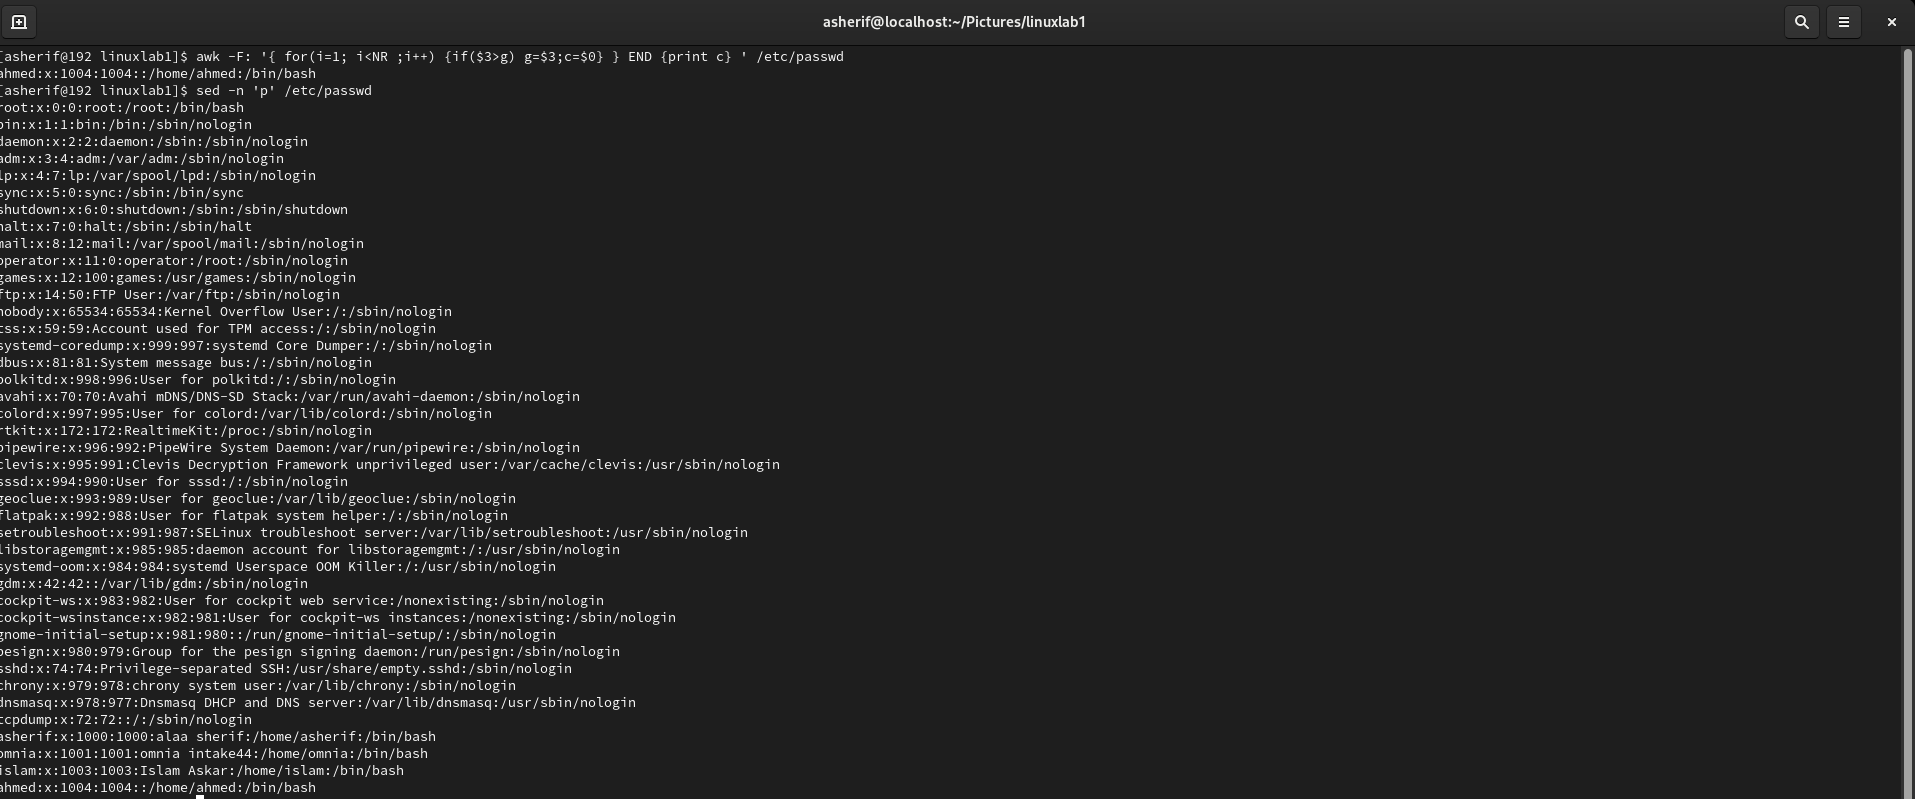 asherif@localhost:~/Pictures/linuxlab1
[asherif@192 linuxlab1]$ awk -F: '{ for(i=1; i<NR ;i++) {if($3>g) g=$3;c=$0} } END {print c} ' /etc/passwd
ahmed:x:1004:1004::/home/ahmed:/bin/bash
[asherif@192 linuxlab1]$ sed -n 'p' /etc/passwd
root:x:0:0:root:/root:/bin/bash
bin:x:1:1:bin:/bin:/sbin/nologin
daemon:x:2:2:daemon:/sbin:/sbin/nologin
adm:x:3:4:adm:/var/adm:/sbin/nologin
lp:x:4:7:lp:/var/spool/lpd:/sbin/nologin
sync:x:5:0:sync:/sbin:/bin/sync
shutdown:x:6:0:shutdown:/sbin:/sbin/shutdown
halt:x:7:0:halt:/sbin:/sbin/halt
mail:x:8:12:mail:/var/spool/mail:/sbin/nologin
operator:x:11:0:operator:/root:/sbin/nologin
games:x:12:100:games:/usr/games:/sbin/nologin
ftp:x:14:50:FTP User:/var/ftp:/sbin/nologin
nobody:x:65534:65534:Kernel Overflow User:/:/sbin/nologin
tss:x:59:59:Account used for TPM access:/:/sbin/nologin
systemd-coredump:x:999:997:systemd Core Dumper:/:/sbin/nologin
dbus:x:81:81:System message bus:/:/sbin/nologin
polkitd:x:998:996:User for polkitd:/:/sbin/nologin
avahi:x:70:70:Avahi mDNS/DNS-SD Stack:/var/run/avahi-daemon:/sbin/nologin
colord:x:997:995:User for colord:/var/lib/colord:/sbin/nologin
rtkit:x:172:172:RealtimeKit:/proc:/sbin/nologin
pipewire:x:996:992:PipeWire System Daemon:/var/run/pipewire:/sbin/nologin
clevis:x:995:991:Clevis Decryption Framework unprivileged user:/var/cache/clevis:/usr/sbin/nologin
sssd:x:994:990:User for sssd:/:/sbin/nologin
geoclue:x:993:989:User for geoclue:/var/lib/geoclue:/sbin/nologin
flatpak:x:992:988:User for flatpak system helper:/:/sbin/nologin
setroubleshoot:x:991:987:SELinux troubleshoot server:/var/lib/setroubleshoot:/usr/sbin/nologin
libstoragemgmt:x:985:985:daemon account for libstoragemgmt:/:/usr/sbin/nologin
systemd-oom:x:984:984:systemd Userspace OOM Killer:/:/usr/sbin/nologin
gdm:x:42:42::/var/lib/gdm:/sbin/nologin
cockpit-ws:x:983:982:User for cockpit web service:/nonexisting:/sbin/nologin
cockpit-wsinstance:x:982:981:User for cockpit-ws instances:/nonexisting:/sbin/nologin
gnome-initial-setup:x:981:980::/run/gnome-initial-setup/:/sbin/nologin
pesign:x:980:979:Group for the pesign signing daemon:/run/pesign:/sbin/nologin
sshd:x:74:74:Privilege-separated SSH:/usr/share/empty.sshd:/sbin/nologin
chrony:x:979:978:chrony system user:/var/lib/chrony:/sbin/nologin
dnsmasq:x:978:977:Dnsmasq DHCP and DNS server:/var/lib/dnsmasq:/usr/sbin/nologin
tcpdump:x:72:72::/:/sbin/nologin
asherif:x:1000:1000:alaa sherif:/home/asherif:/bin/bash
omnia:x:1001:1001:omnia intake44:/home/omnia:/bin/bash
islam:x:1003:1003:Islam Askar:/home/islam:/bin/bash
ahmed:x:1004:1004::/home/ahmed:/bin/bash